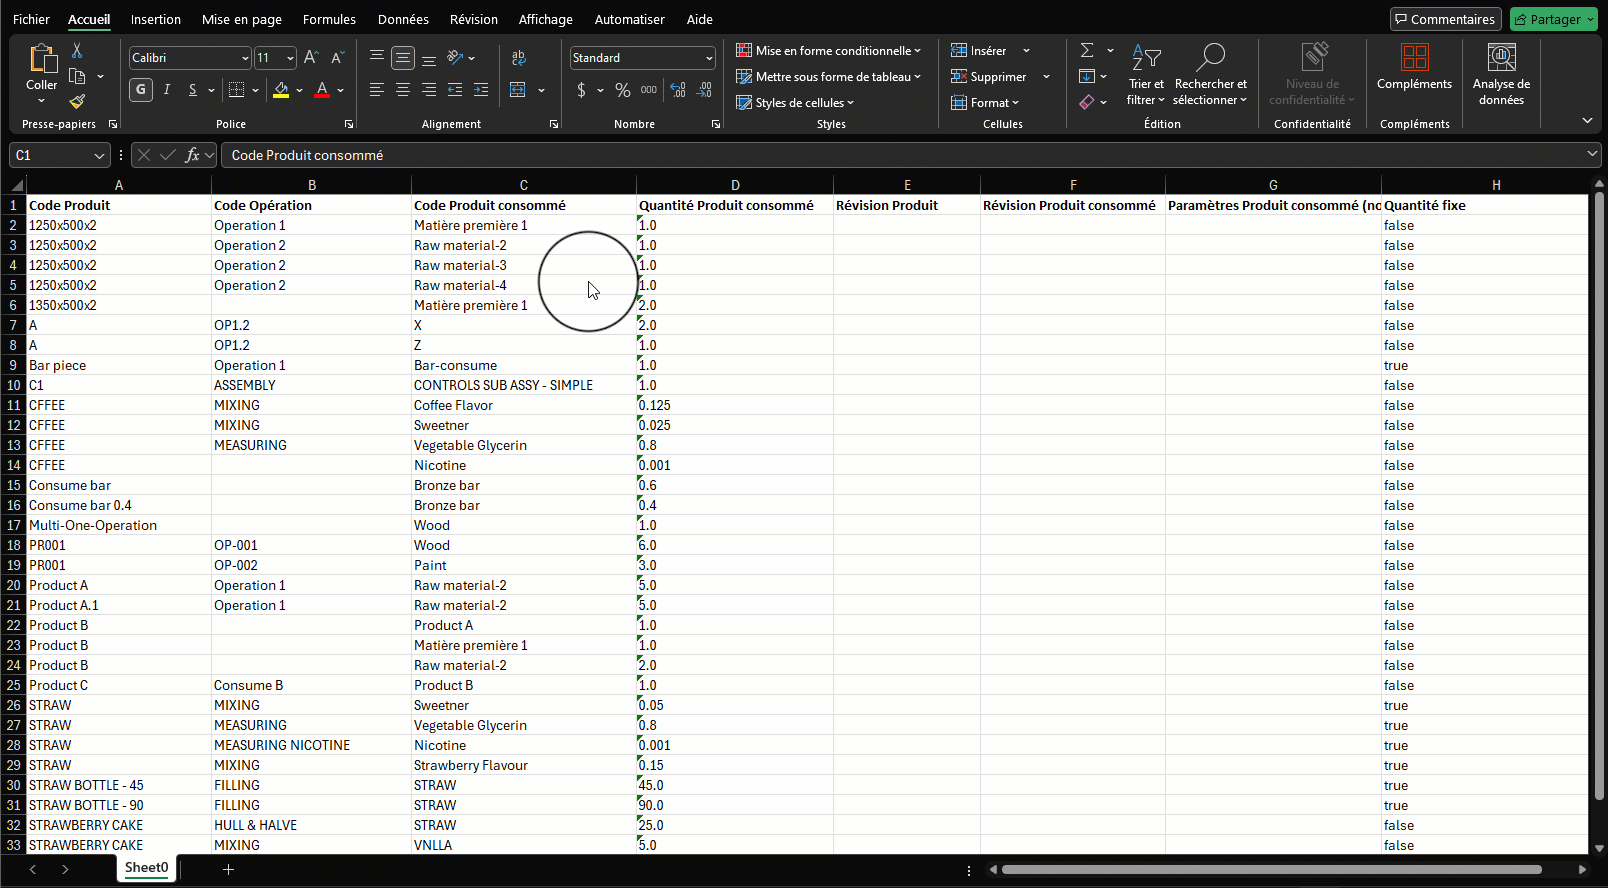 Fichier Accueil Insertion Mise en page Formules Données Révision Affichage Automatiser Aide Commentaires Partager
Coller
Presse-papiers
Calibri 11
G I S A
Police
ab
Alignement
Standard
$ % 000
Nombre
Mise en forme conditionnelle
Mettre sous forme de tableau
Styles de cellules
Styles
Insérer
Supprimer
Format
Cellules
Trier et
filtrer
Rechercher et
sélectionner
Édition
Niveau de
confidentialité
Confidentialité
Compléments
Compléments
Analyse de
données
C1 fx Code Produit consommé
A B C D E F G H
1 Code Produit Code Opération Code Produit consommé Quantité Produit consommé Révision Produit Révision Produit consommé Paramètres Produit consommé (no Quantité fixe
2 1250x500x2 Operation 1 Matière première 1 1.0 false
3 1250x500x2 Operation 2 Raw material-2 1.0 false
4 1250x500x2 Operation 2 Raw material-3 1.0 false
5 1250x500x2 Operation 2 Raw material-4 1.0 false
6 1350x500x2 Matière première 1 2.0 false
7 A OP1.2 X 2.0 false
8 A OP1.2 Z 1.0 false
9 Bar piece Operation 1 Bar-consume 1.0 true
10 C1 ASSEMBLY CONTROLS SUB ASSY - SIMPLE 1.0 false
11 CFFEE MIXING Coffee Flavor 0.125 false
12 CFFEE MIXING Sweetner 0.025 false
13 CFFEE MEASURING Vegetable Glycerin 0.8 false
14 CFFEE Nicotine 0.001 false
15 Consume bar Bronze bar 0.6 false
16 Consume bar 0.4 Bronze bar 0.4 false
17 Multi-One-Operation Wood 1.0 false
18 PR001 OP-001 Wood 6.0 false
19 PR001 OP-002 Paint 3.0 false
20 Product A Operation 1 Raw material-2 5.0 false
21 Product A.1 Operation 1 Raw material-2 5.0 false
22 Product B Product A 1.0 false
23 Product B Matière première 1 1.0 false
24 Product B Raw material-2 2.0 false
25 Product C Consume B Product B 1.0 false
26 STRAW MIXING Sweetner 0.05 true
27 STRAW MEASURING Vegetable Glycerin 0.8 true
28 STRAW MEASURING NICOTINE Nicotine 0.001 true
29 STRAW MIXING Strawberry Flavour 0.15 true
30 STRAW BOTTLE - 45 FILLING STRAW 45.0 true
31 STRAW BOTTLE - 90 FILLING STRAW 90.0 true
32 STRAWBERRY CAKE HULL & HALVE STRAW 25.0 false
33 STRAWBERRY CAKE MIXING VNLLA 5.0 false
Sheet0